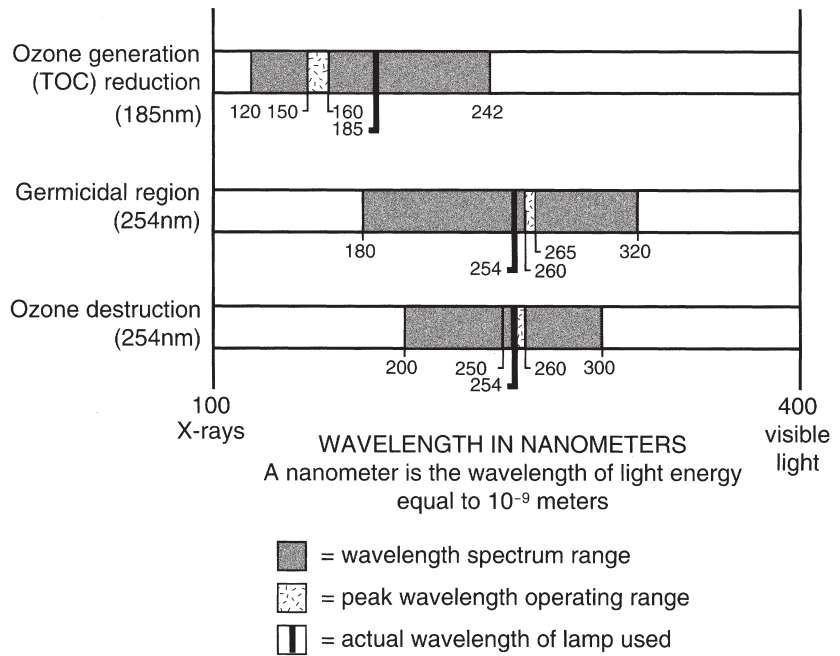 Ozone generation
(TOC) reduction
(185nm)
120 150 160 242
185
Germicidal region
(254nm)
180 265 320
254 260
Ozone destruction
(254nm)
200 250 260 300
254
100
X-rays
400
visible
light
WAVELENGTH IN NANOMETERS
A nanometer is the wavelength of light energy
equal to 10⁻⁹ meters
= wavelength spectrum range
= peak wavelength operating range
= actual wavelength of lamp used